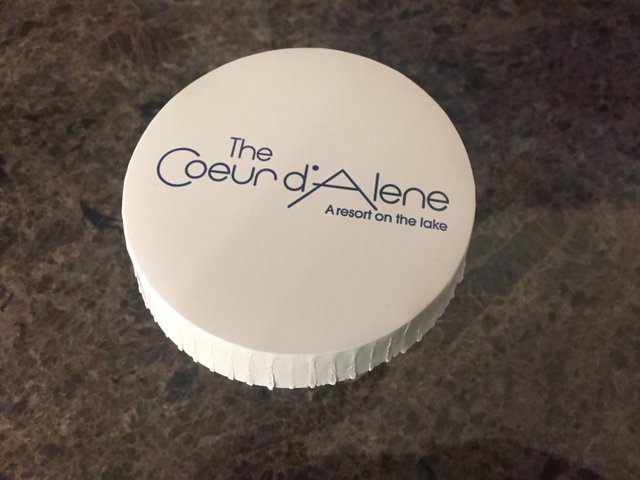 The
Coeur d'Alene
A resort on the lake